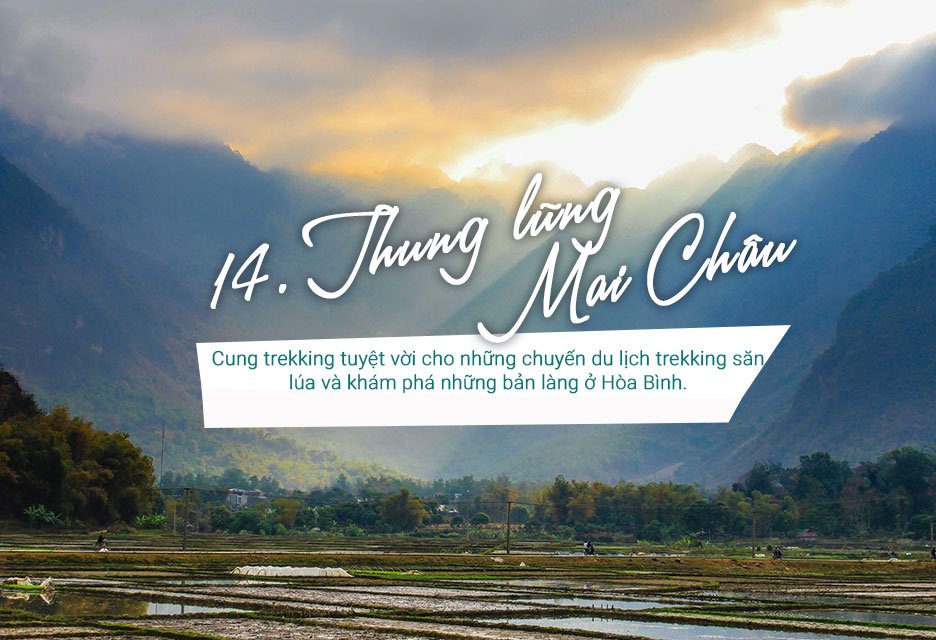 14. Thung lũng
Mai Châu
Cung trekking tuyệt vời cho những chuyến du lịch trekking săn
lúa và khám phá những bản làng ở Hòa Bình.